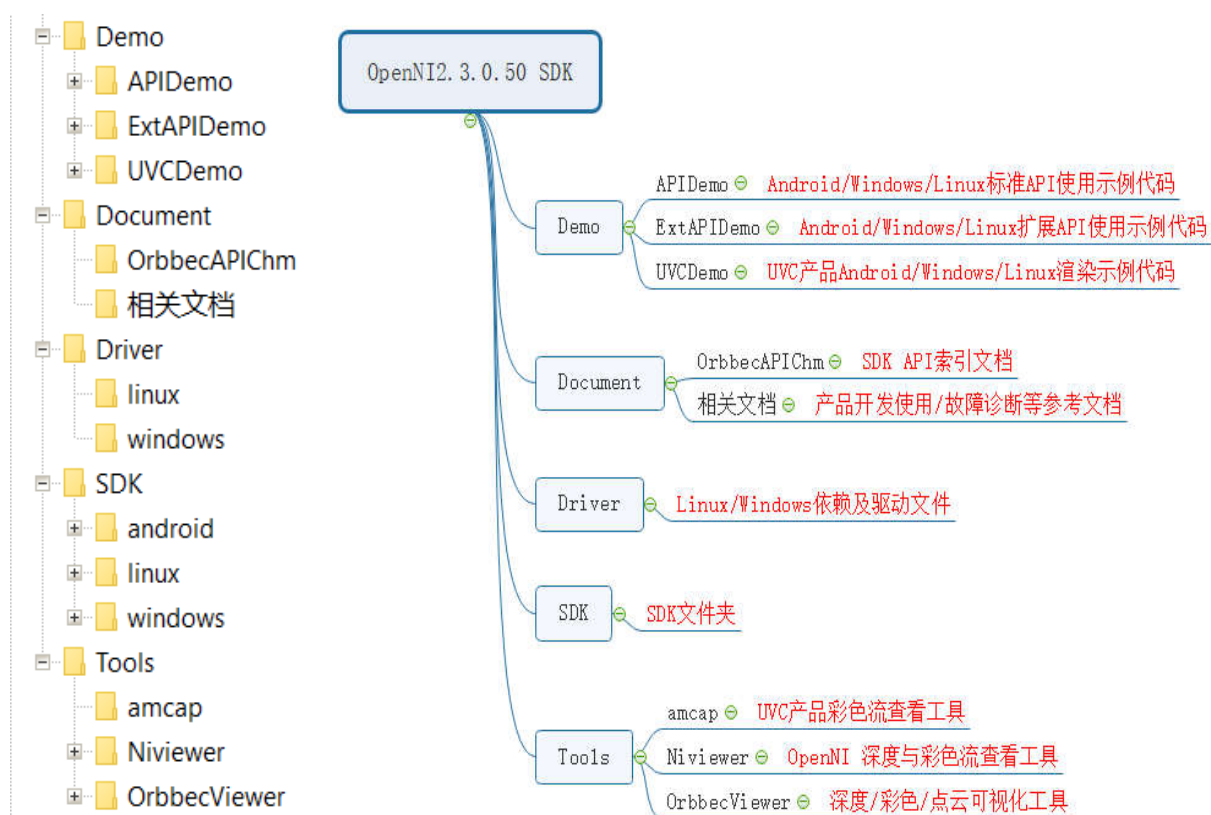 Demo
APIDemo
ExtAPIDemo
UVCDemo
Document
OrbbecAPIChm
相关文档
Driver
linux
windows
SDK
android
linux
windows
Tools
amcap
Niviewer
OrbbecViewer
OpenNI2.3.0.50 SDK
Demo
APIDemo Android/Windows/Linux标准API使用示例代码
ExtAPIDemo Android/Windows/Linux扩展API使用示例代码
UVCDemo UVC产品Android/Windows/Linux渲染示例代码
Document
OrbbecAPIChm SDK API索引文档
相关文档 产品开发使用/故障诊断等参考文档
Driver
Linux/Windows依赖及驱动文件
SDK
SDK文件夹
Tools
amcap UVC产品彩色流查看工具
Niviewer OpenNI 深度与彩色流查看工具
OrbbecViewer 深度/彩色/点云可视化工具